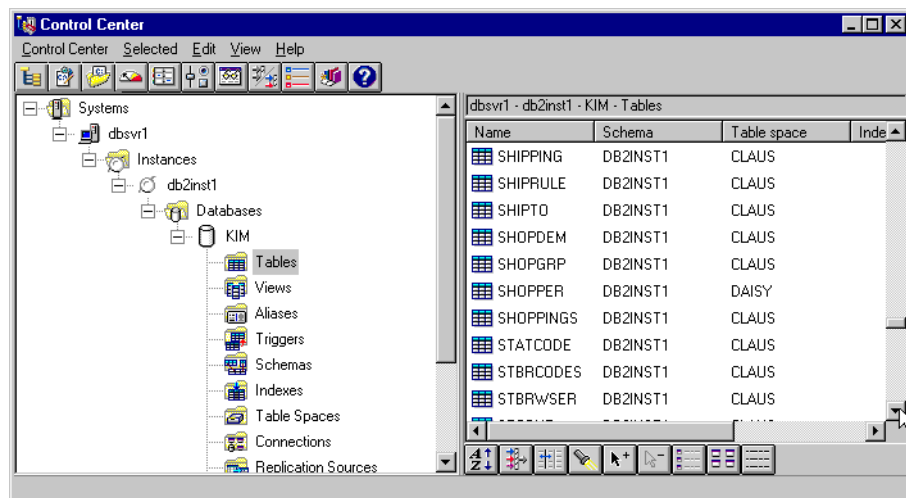 Control Center
Control Center Selected Edit View Help
Systems
dbsvr1
Instances
db2inst1
Databases
KIM
Tables
Views
Aliases
Triggers
Schemas
Indexes
Table Spaces
Connections
Replication Sources
dbsvr1 - db2inst1 - KIM - Tables
Name Schema Table space Inde
SHIPPING DB2INST1 CLAUS
SHIPRULE DB2INST1 CLAUS
SHIPTO DB2INST1 CLAUS
SHOPDEM DB2INST1 CLAUS
SHOPGRP DB2INST1 CLAUS
SHOPPER DB2INST1 DAISY
SHOPPINGS DB2INST1 CLAUS
STATCODE DB2INST1 CLAUS
STBRCODES DB2INST1 CLAUS
STBRWSER DB2INST1 CLAUS